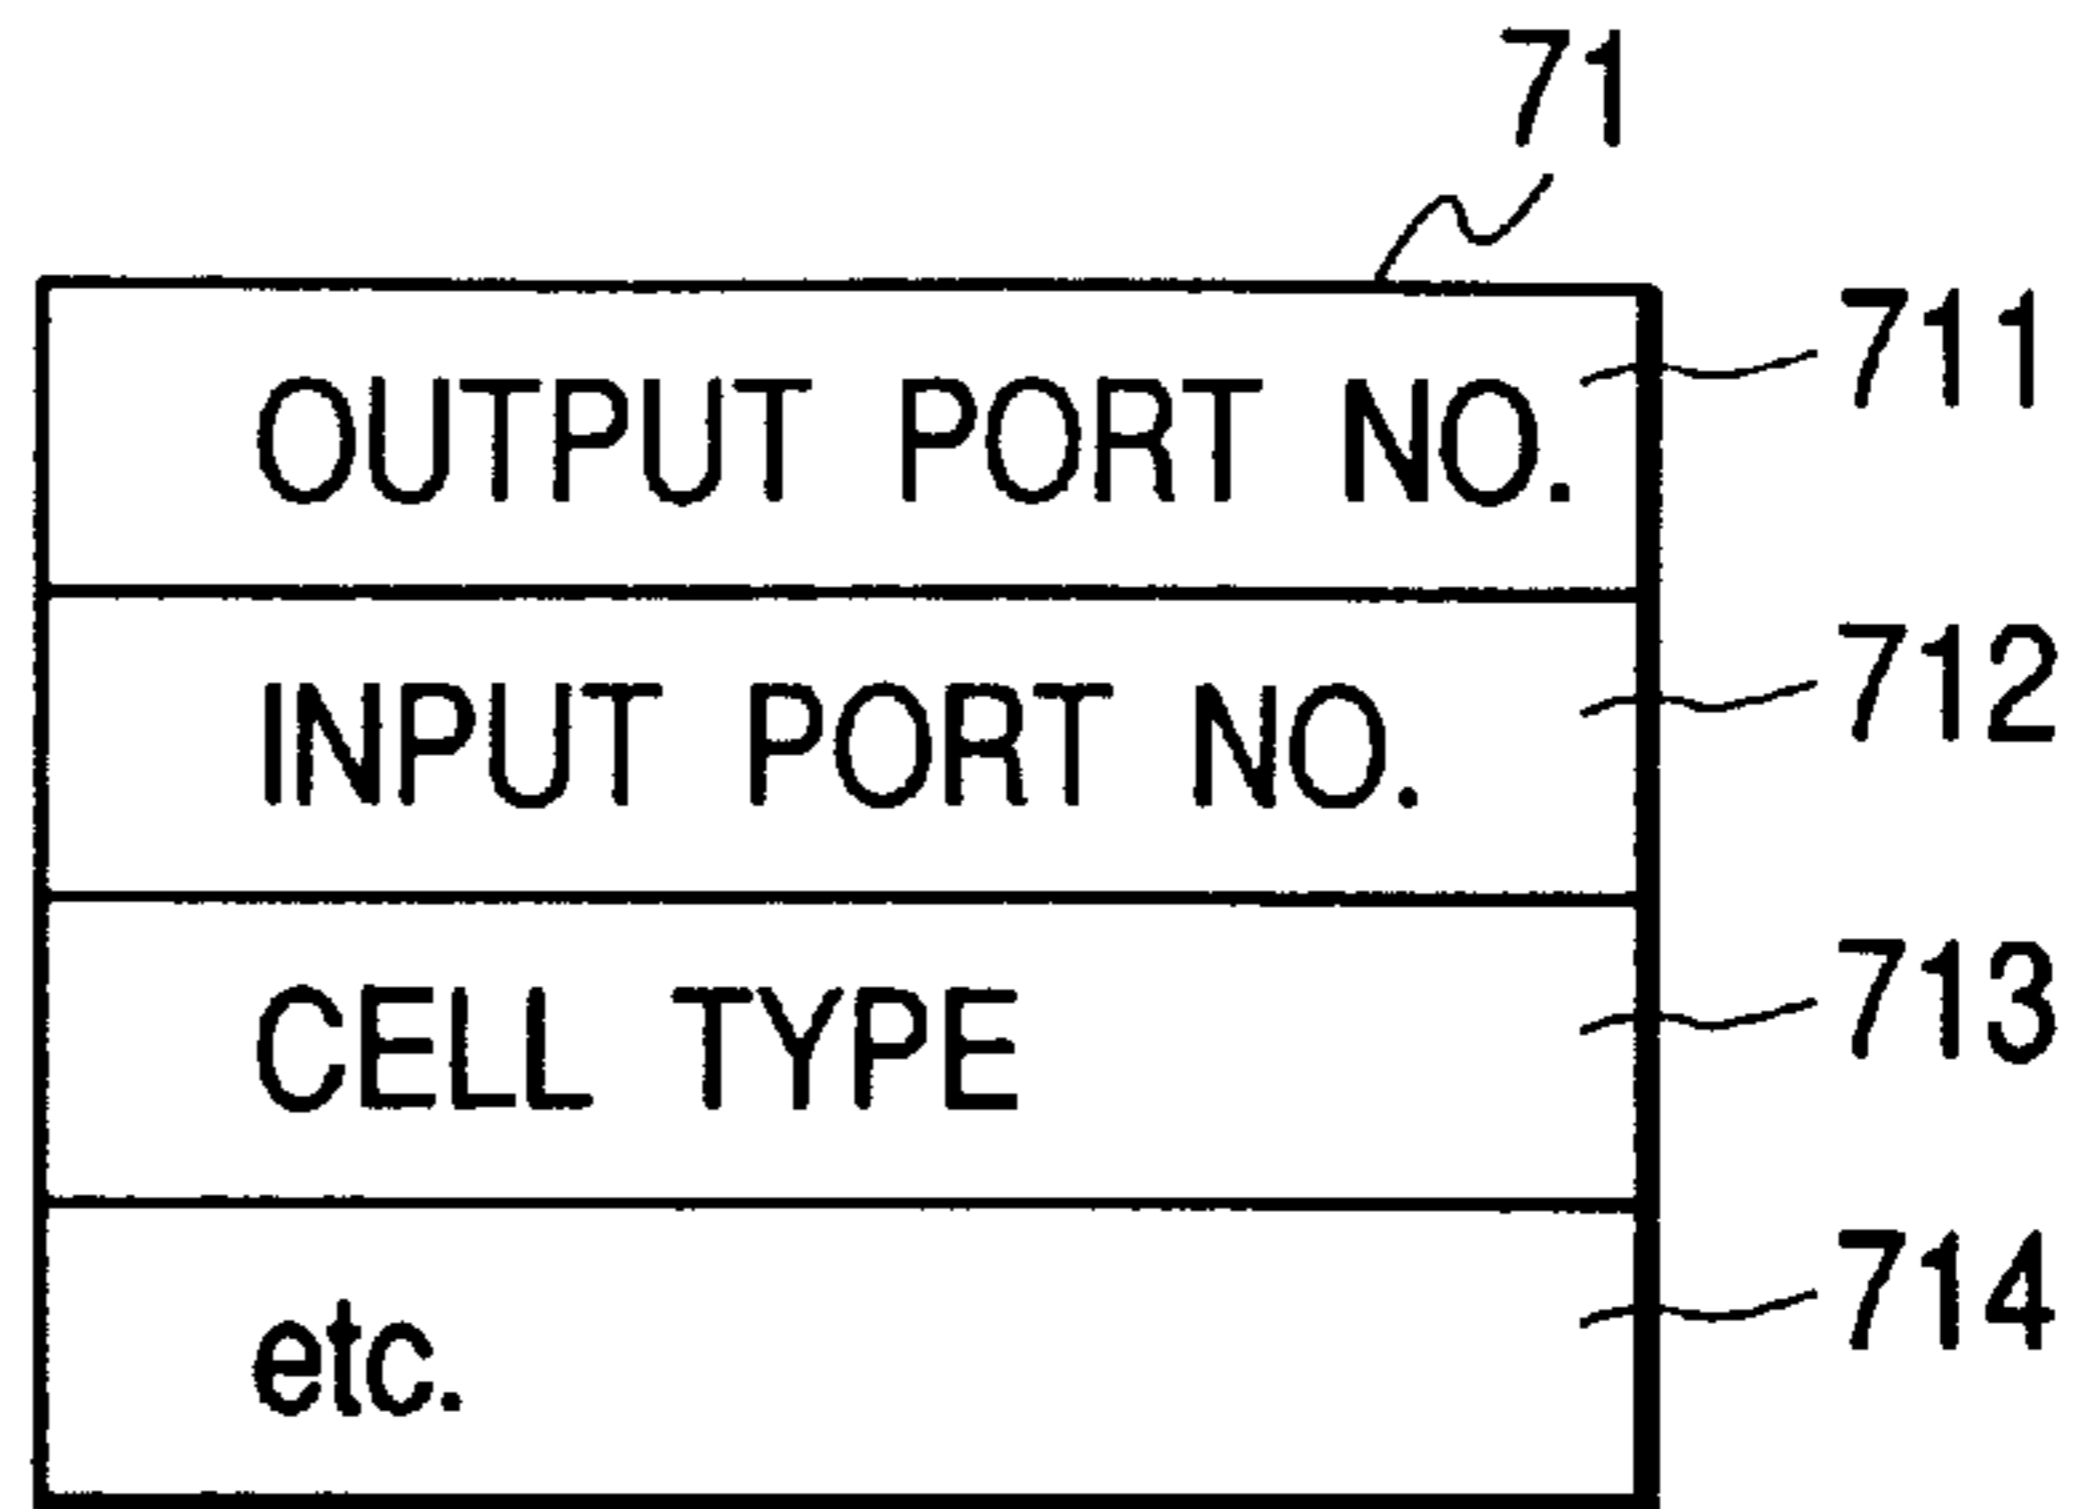 71
OUTPUT PORT NO. 711
INPUT PORT NO. 712
CELL TYPE 713
etc. 714